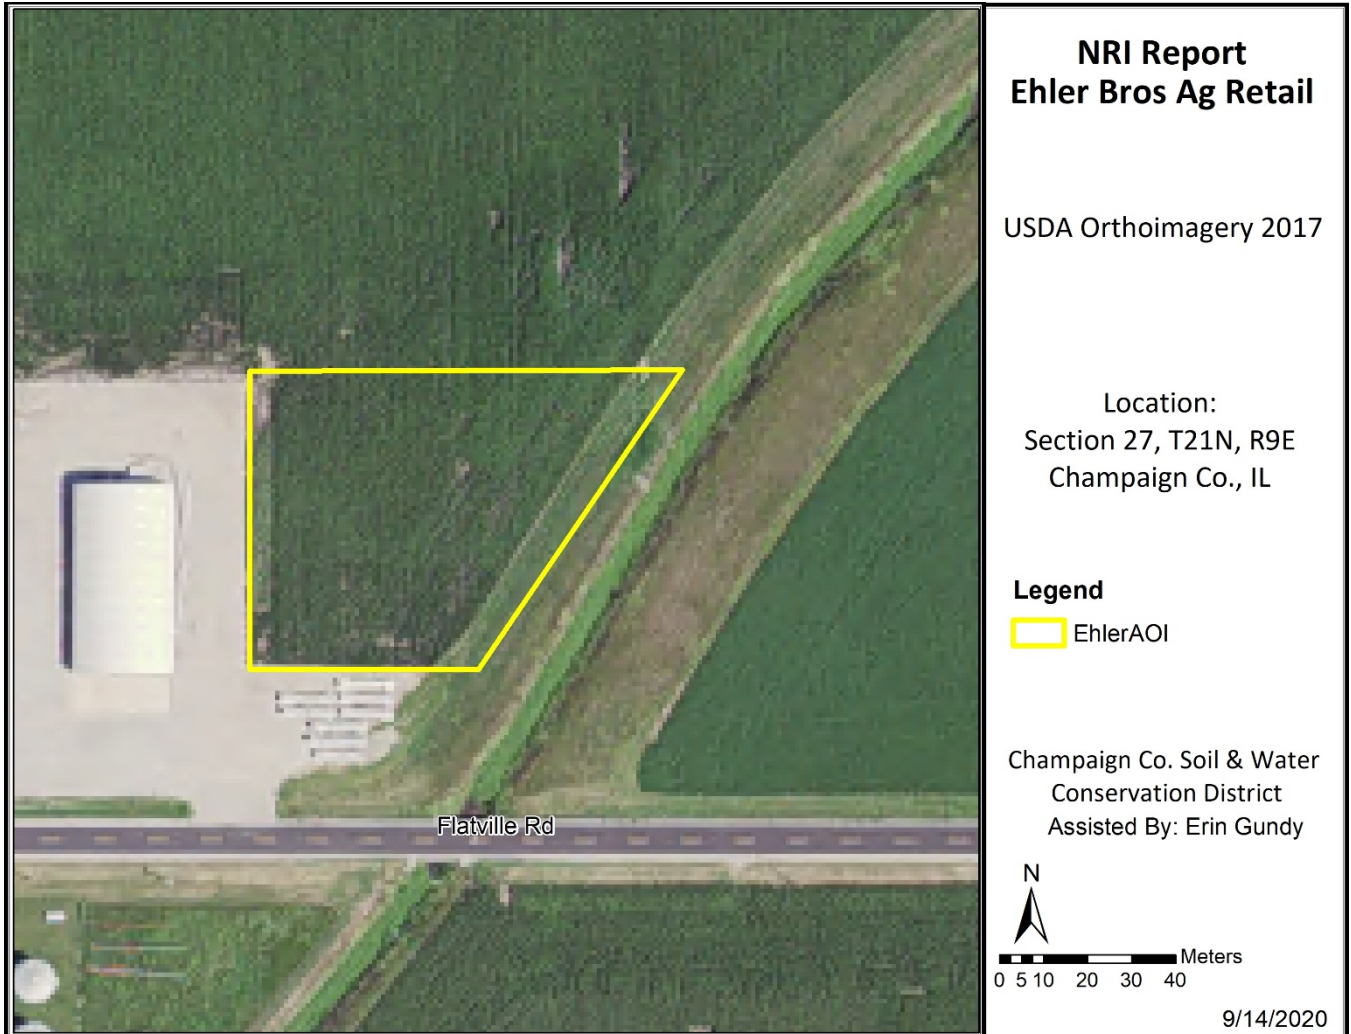 NRI Report
Ehler Bros Ag Retail
USDA Orthoimagery 2017
Location:
Section 27, T21N, R9E
Champaign Co., IL
Legend
EhlerAOI
Champaign Co. Soil & Water
Conservation District
Assisted By: Erin Gundy
Flatville Rd
N
Meters
0 5 10 20 30 40
9/14/2020